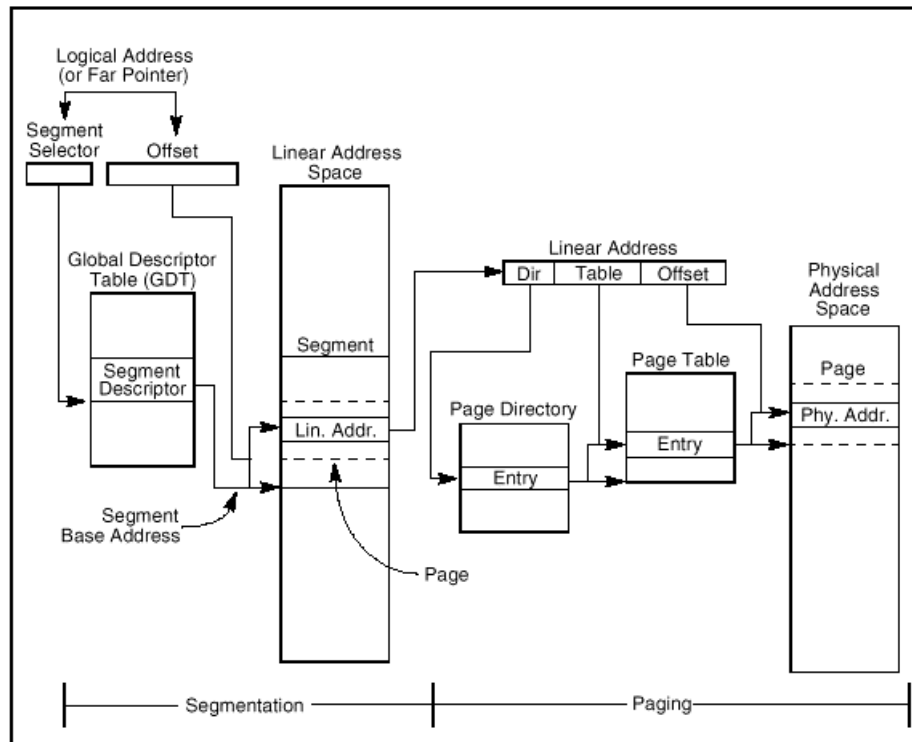 Logical Address
(or Far Pointer)
Segment
Selector
Offset
Linear Address
Space
Global Descriptor
Table (GDT)
Segment
Descriptor
Segment
Lin. Addr.
Segment
Base Address
Page
Linear Address
Dir
Table
Offset
Physical
Address
Space
Page Directory
Entry
Page Table
Entry
Page
Phy. Addr.
Segmentation
Paging